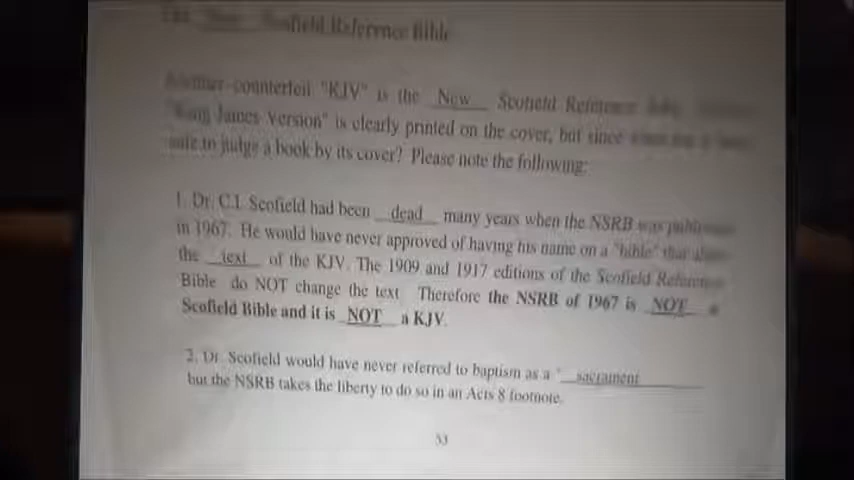 The New Scofield Reference Bible
Another counterfeit "KJV" is the New Scofield Reference
"King James Version" is clearly printed on the cover, but since
safe to judge a book by its cover? Please note the following:
1. Dr. C.I. Scofield had been dead many years when the NSRB was
in 1967. He would have never approved of having his name on a "bible" that
the text of the KJV. The 1909 and 1917 editions of the Scofield Reference
Bible do NOT change the text. Therefore the NSRB of 1967 is NOT a
Scofield Bible and it is NOT a KJV.
2. Dr. Scofield would have never referred to baptism as a " sacrament
but the NSRB takes the liberty to do so in an Acts 8 footnote.
33